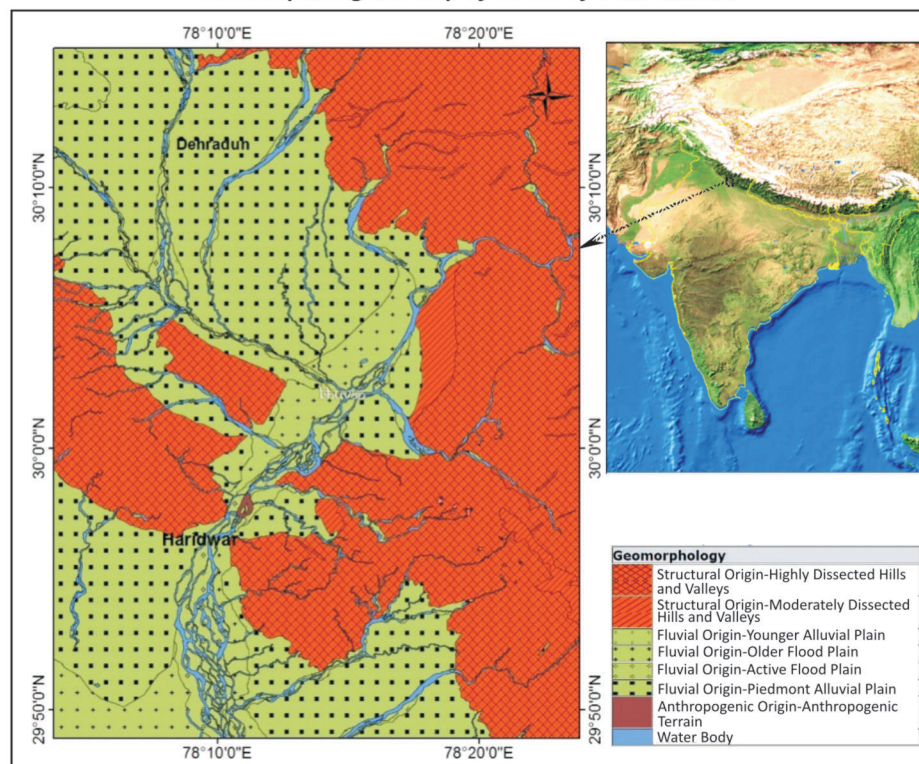 78°10'0"E
78°20'0"E
Dehradun
30°10'0"N
30°10'0"N
30°0'0"N
30°0'0"N
Haridwar
29°50'0"N
29°50'0"N
78°10'0"E
78°20'0"E
Geomorphology
Structural Origin-Highly Dissected Hills
and Valleys
Structural Origin-Moderately Dissected
Hills and Valleys
Fluvial Origin-Younger Alluvial Plain
Fluvial Origin-Older Flood Plain
Fluvial Origin-Active Flood Plain
Fluvial Origin-Piedmont Alluvial Plain
Anthropogenic Origin-Anthropogenic
Terrain
Water Body